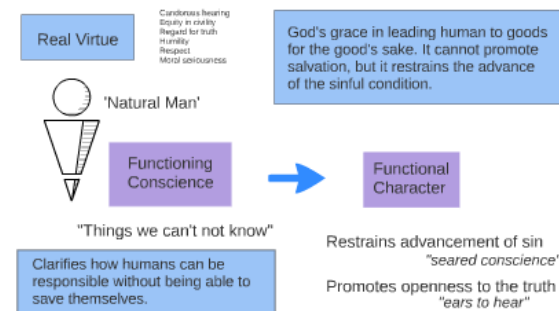 Real Virtue
Candorous hearing
Equity in civility
Regard for truth
Humility
Respect
Moral seriousness
God's grace in leading human to goods
for the good's sake. It cannot promote
salvation, but it restrains the advance
of the sinful condition.
'Natural Man'
Functioning
Conscience
Functional
Character
"Things we can't not know"
Clarifies how humans can be
responsible without being able to
save themselves.
Restrains advancement of sin
"seared conscience"
Promotes openness to the truth
"ears to hear"